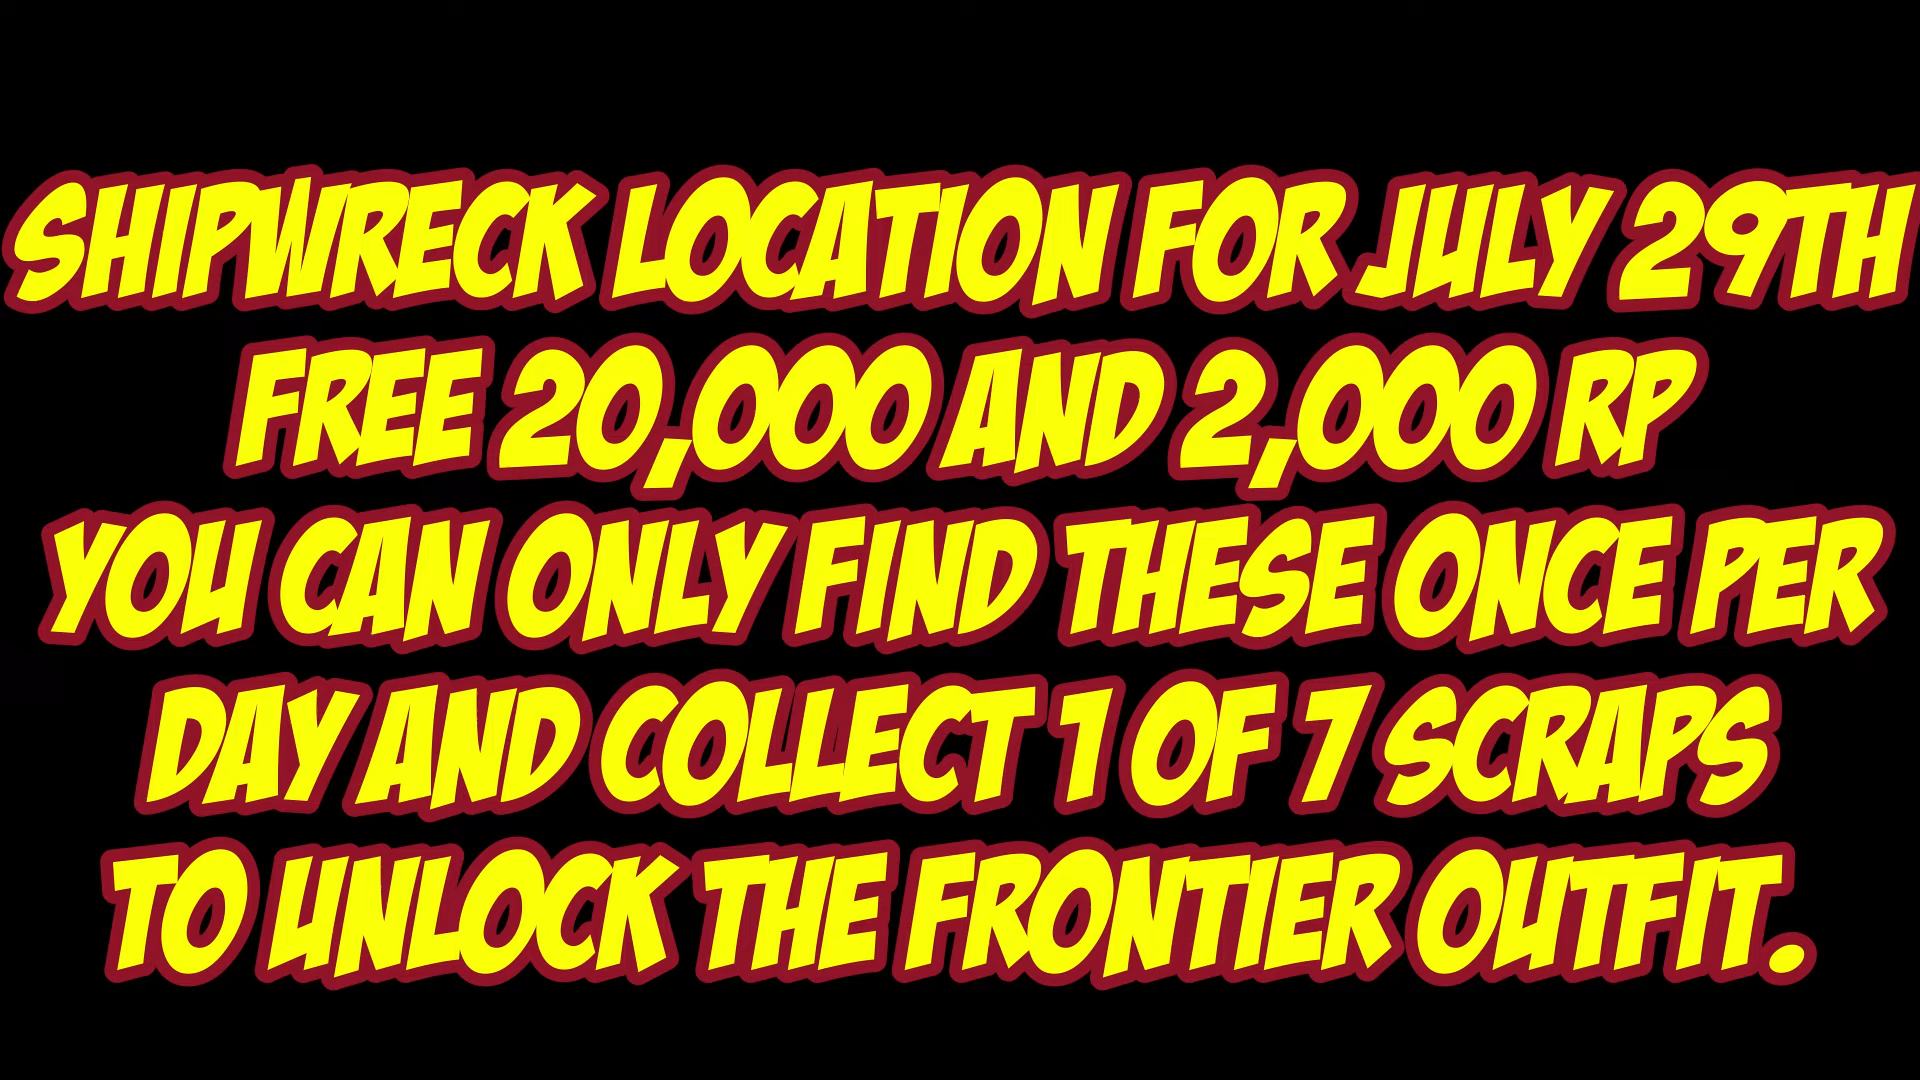 SHIPWRECK LOCATION FOR JULY 29TH
FREE 20,000 AND 2,000 RP
YOU CAN ONLY FIND THESE ONCE PER
DAY AND COLLECT 1 OF 7 SCRAPS
TO UNLOCK THE FRONTIER OUTFIT.